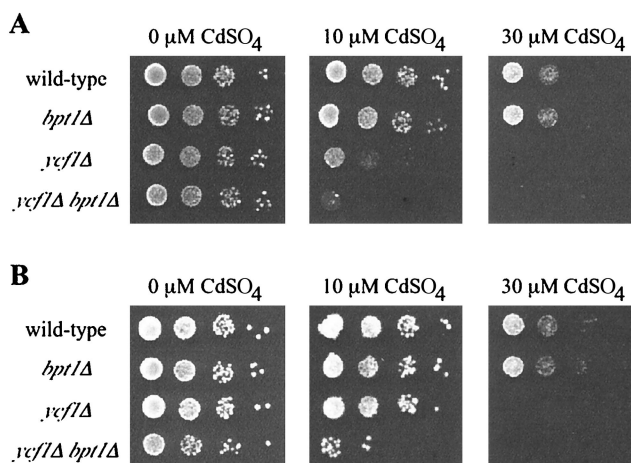 A
0 µM CdSO₄ 10 µM CdSO₄ 30 µM CdSO₄
wild-type
bpt1Δ
ycf1Δ
ycf1Δ bpt1Δ
B
0 µM CdSO₄ 10 µM CdSO₄ 30 µM CdSO₄
wild-type
bpt1Δ
ycf1Δ
ycf1Δ bpt1Δ